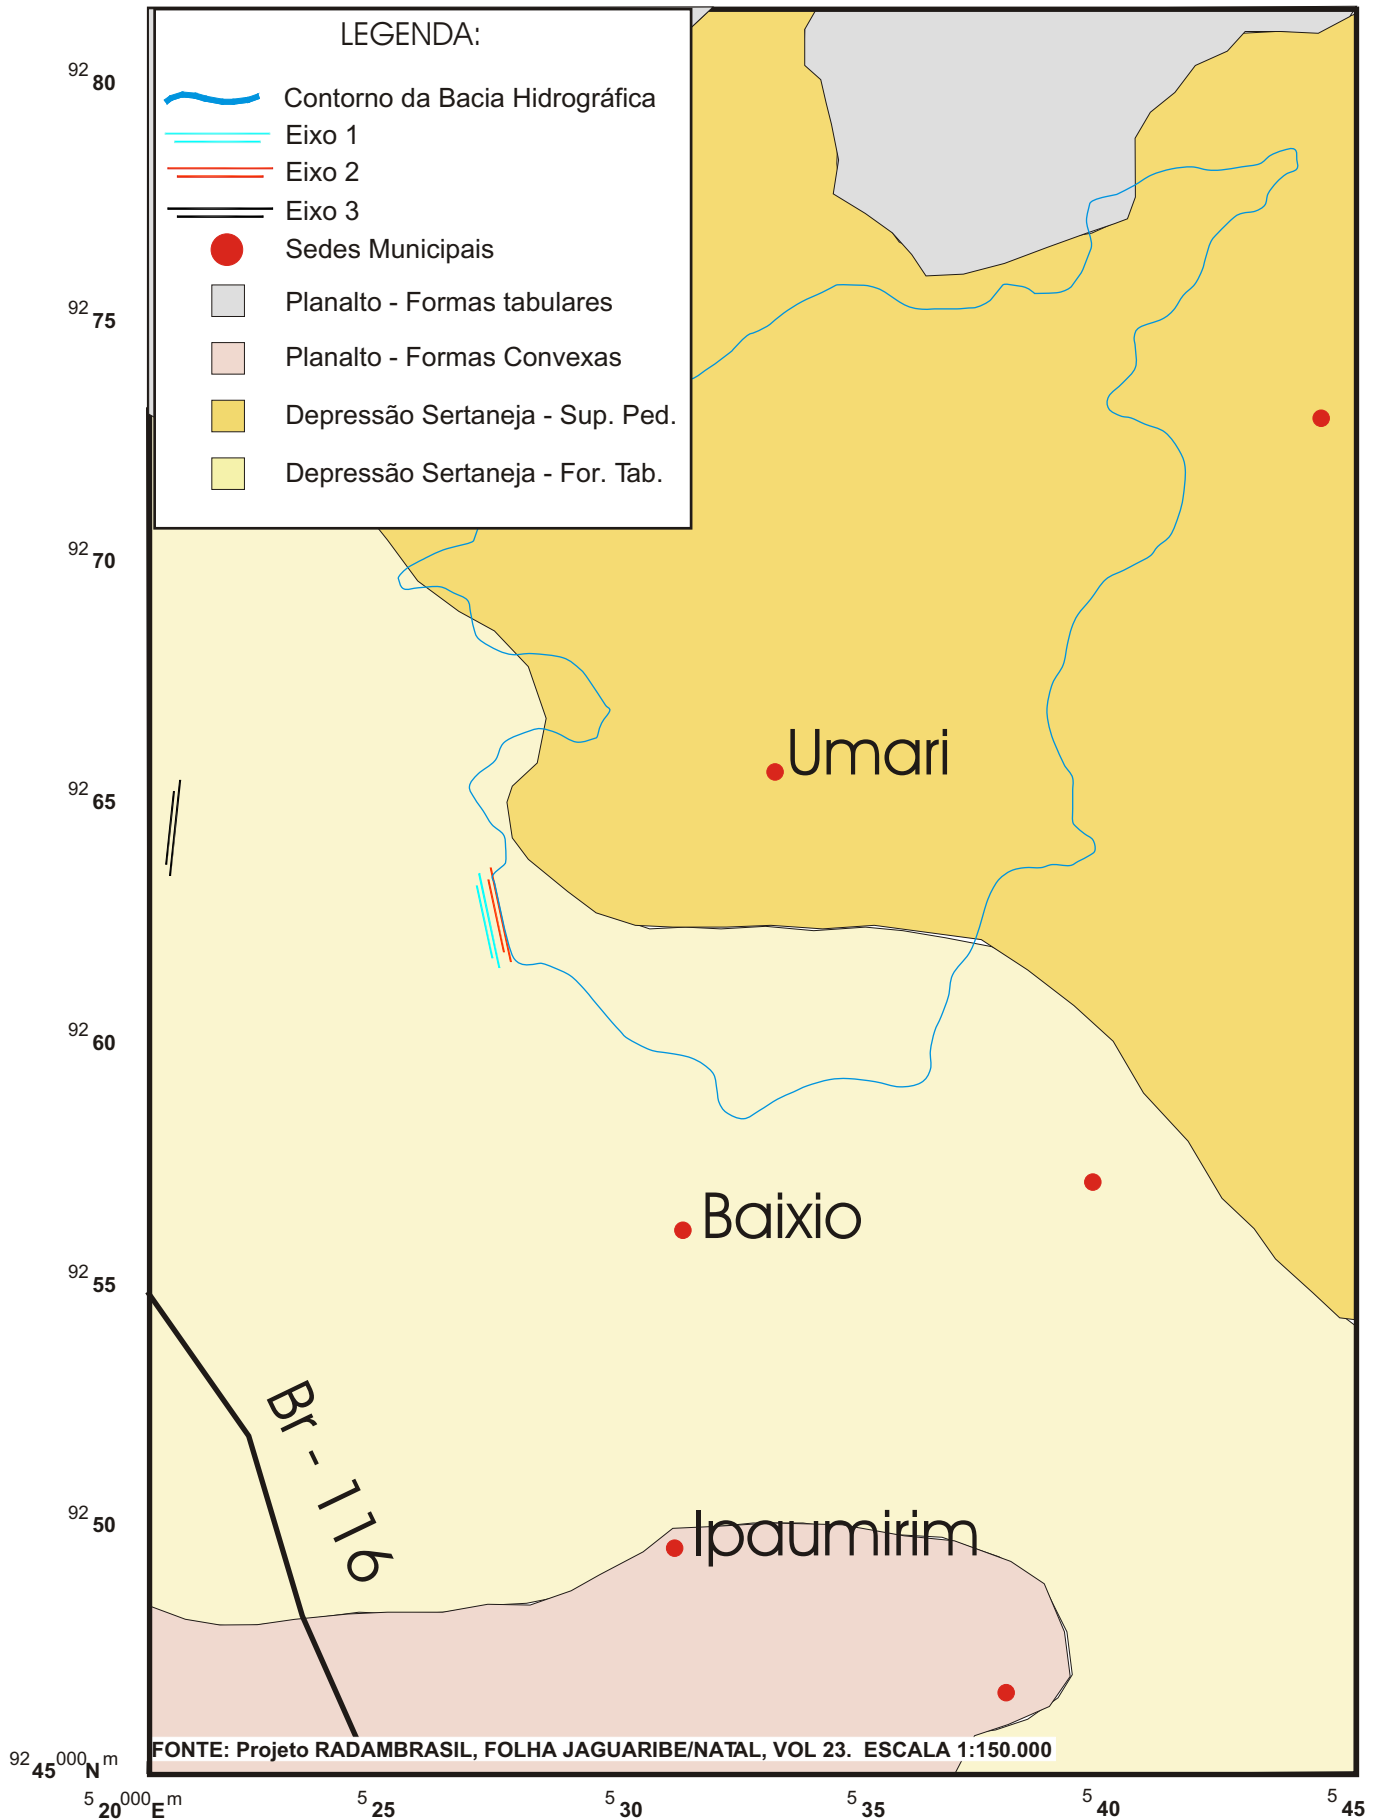 LEGENDA:
Contorno da Bacia Hidrográfica
Eixo 1
Eixo 2
Eixo 3
Sedes Municipais
Planalto - Formas tabulares
Planalto - Formas Convexas
Depressão Sertaneja - Sup. Ped.
Depressão Sertaneja - For. Tab.
92 80
92 75
92 70
92 65
92 60
92 55
92 50
92 45 000 N m
Umari
Baixio
Br - 116
Ipaumirim
FONTE: Projeto RADAMBRASIL, FOLHA JAGUARIBE/NATAL, VOL 23. ESCALA 1:150.000
5 20 000 E m
5 25
5 30
5 35
5 40
5 45